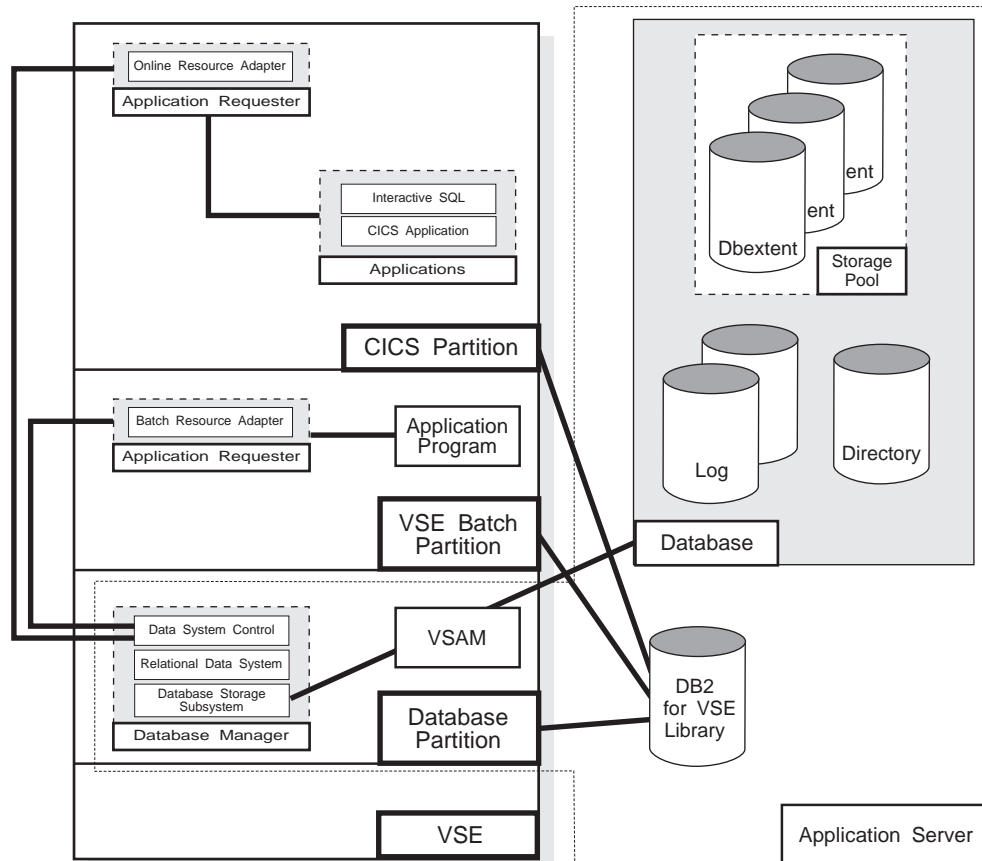 Online Resource Adapter
Application Requester
Interactive SQL
CICS Application
Applications
CICS Partition
Batch Resource Adapter
Application Requester
Application
Program
VSE Batch
Partition
Data System Control
Relational Data System
Database Storage
Subsystem
Database Manager
VSAM
Database
Partition
VSE
ent
ent
Dbextent
Storage
Pool
Log
Directory
Database
DB2
for VSE
Library
Application Server